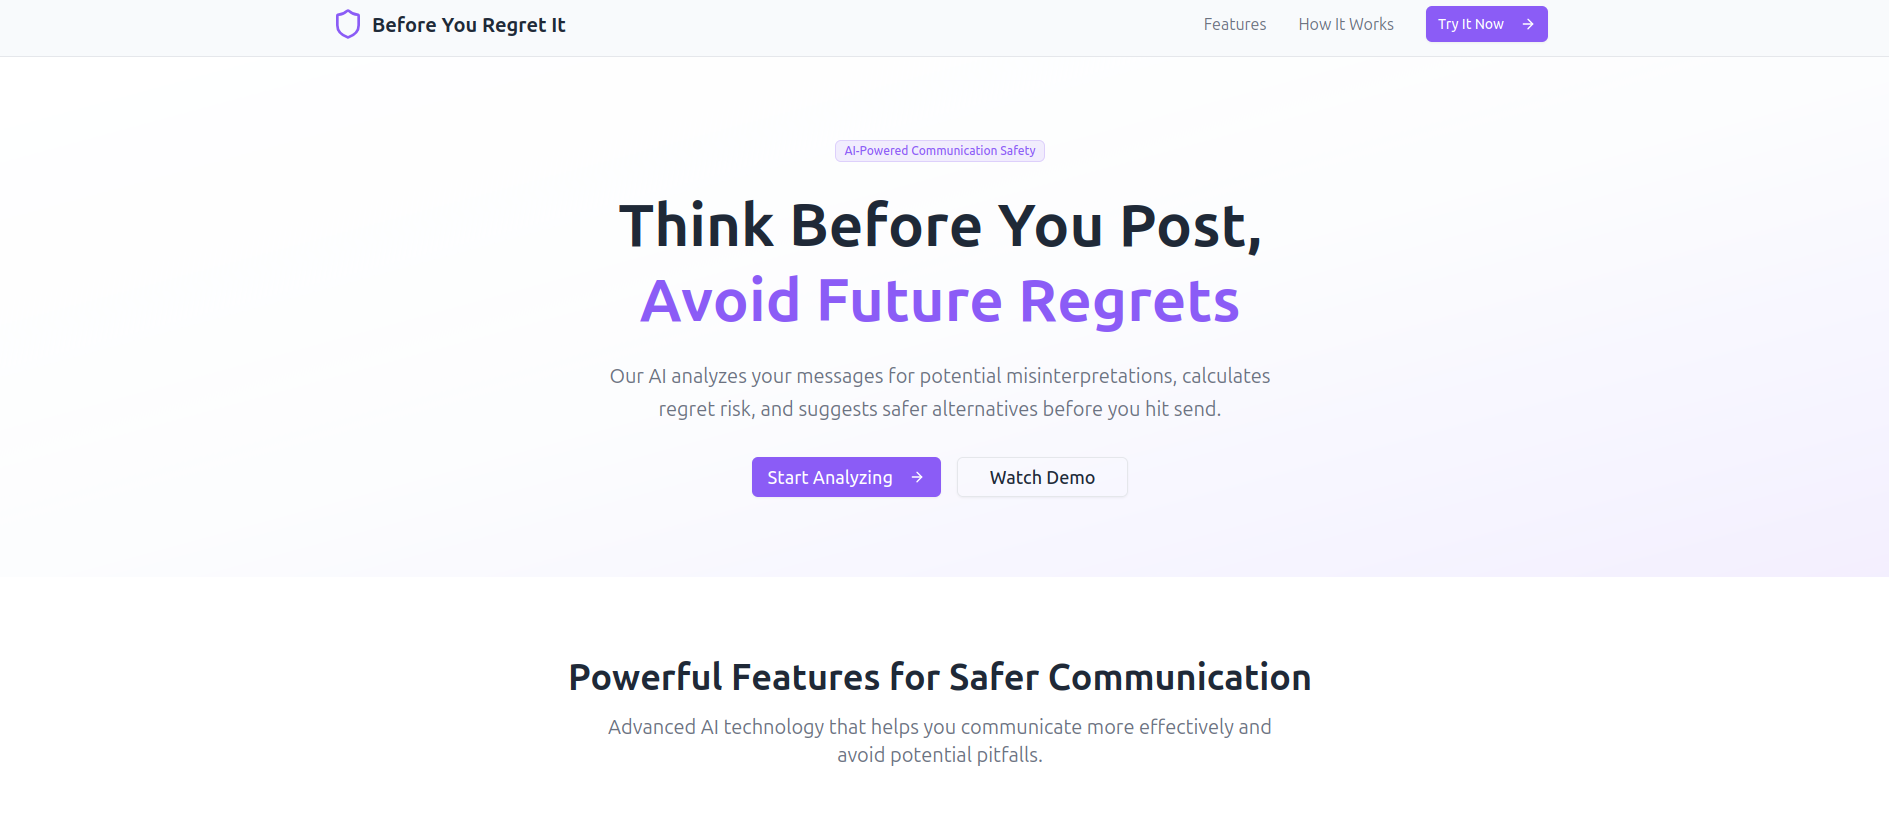 Before You Regret It
Features
How It Works
Try It Now
AI-Powered Communication Safety
Think Before You Post,
Avoid Future Regrets
Our AI analyzes your messages for potential misinterpretations, calculates
regret risk, and suggests safer alternatives before you hit send.
Start Analyzing
Watch Demo
Powerful Features for Safer Communication
Advanced AI technology that helps you communicate more effectively and
avoid potential pitfalls.